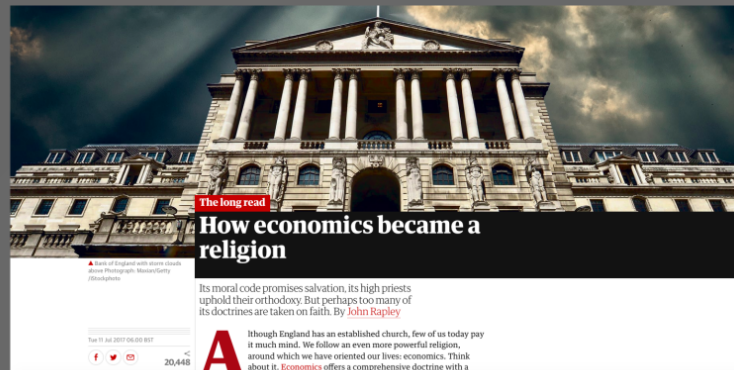 The long read
How economics became a
religion
Bank of England with storm clouds
above Photograph: Mavian/Getty
/iStockphoto
Its moral code promises salvation, its high priests
uphold their orthodoxy. But perhaps too many of
its doctrines are taken on faith. By John Rapley
Tue 11 Jul 2017 06.00 BST
20,448
Although England has an established church, few of us today pay
it much mind. We follow an even more powerful religion,
around which we have oriented our lives: economics. Think
about it. Economics offers a comprehensive doctrine with a